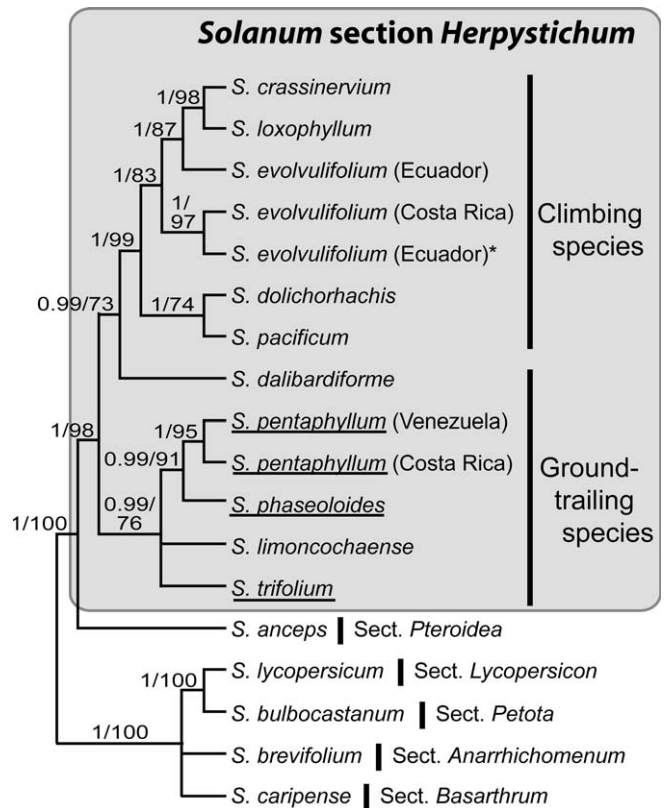 Solanum section Herpystichum
1/98
S. crassinervium
S. loxophyllum
1/87
S. evolvulifolium (Ecuador)
1/83
1/
97
S. evolvulifolium (Costa Rica)
S. evolvulifolium (Ecuador)*
Climbing
species
1/99
1/74
S. dolichorhachis
S. pacificum
0.99/73
S. dalibardiforme
1/98
1/95
S. pentaphyllum (Venezuela)
S. pentaphyllum (Costa Rica)
0.99/91
S. phaseoloides
0.99/
76
S. limoncochaense
S. trifolium
Ground-
trailing
species
1/100
S. anceps Sect. Pteroidea
1/100
S. lycopersicum Sect. Lycopersicon
S. bulbocastanum Sect. Petota
1/100
S. brevifolium Sect. Anarrhichomenum
S. caripense Sect. Basarthrum